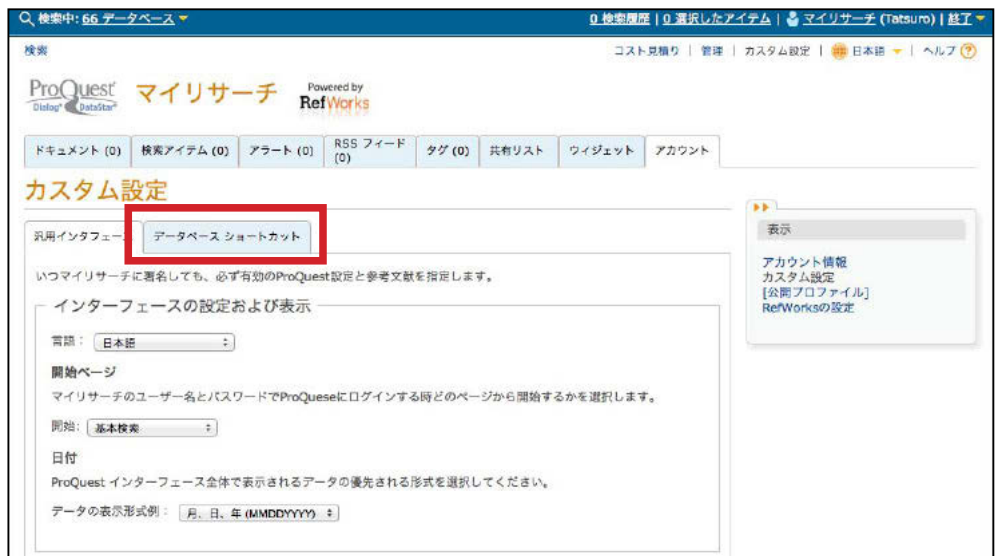 検索中: 66 データベース
0 検索履歴 | 0 選択したアイテム | マイリサーチ (Tatsuro) | 終了
検索
コスト見積り | 管理 | カスタム設定 | 日本語 | ヘルプ ?
ProQuest
Dialog® DataStar®
マイリサーチ
Powered by
RefWorks
ドキュメント (0)
検索アイテム (0)
アラート (0)
RSS フィード
(0)
タグ (0)
共有リスト
ウィジェット
アカウント
カスタム設定
汎用インタフェース
データベース ショートカット
いつマイリサーチに署名しても、必ず有効のProQuest設定と参考文献を指定します。
インターフェースの設定および表示
言語： 日本語
開始ページ
マイリサーチのユーザー名とパスワードでProQueseにログインする時どのページから開始するかを選択します。
開始: 基本検索
日付
ProQuest インターフェース全体で表示されるデータの優先される形式を選択してください。
データの表示形式例： 月、日、年 (MMDDYYYY)
表示
アカウント情報
カスタム設定
[公開プロファイル]
RefWorksの設定